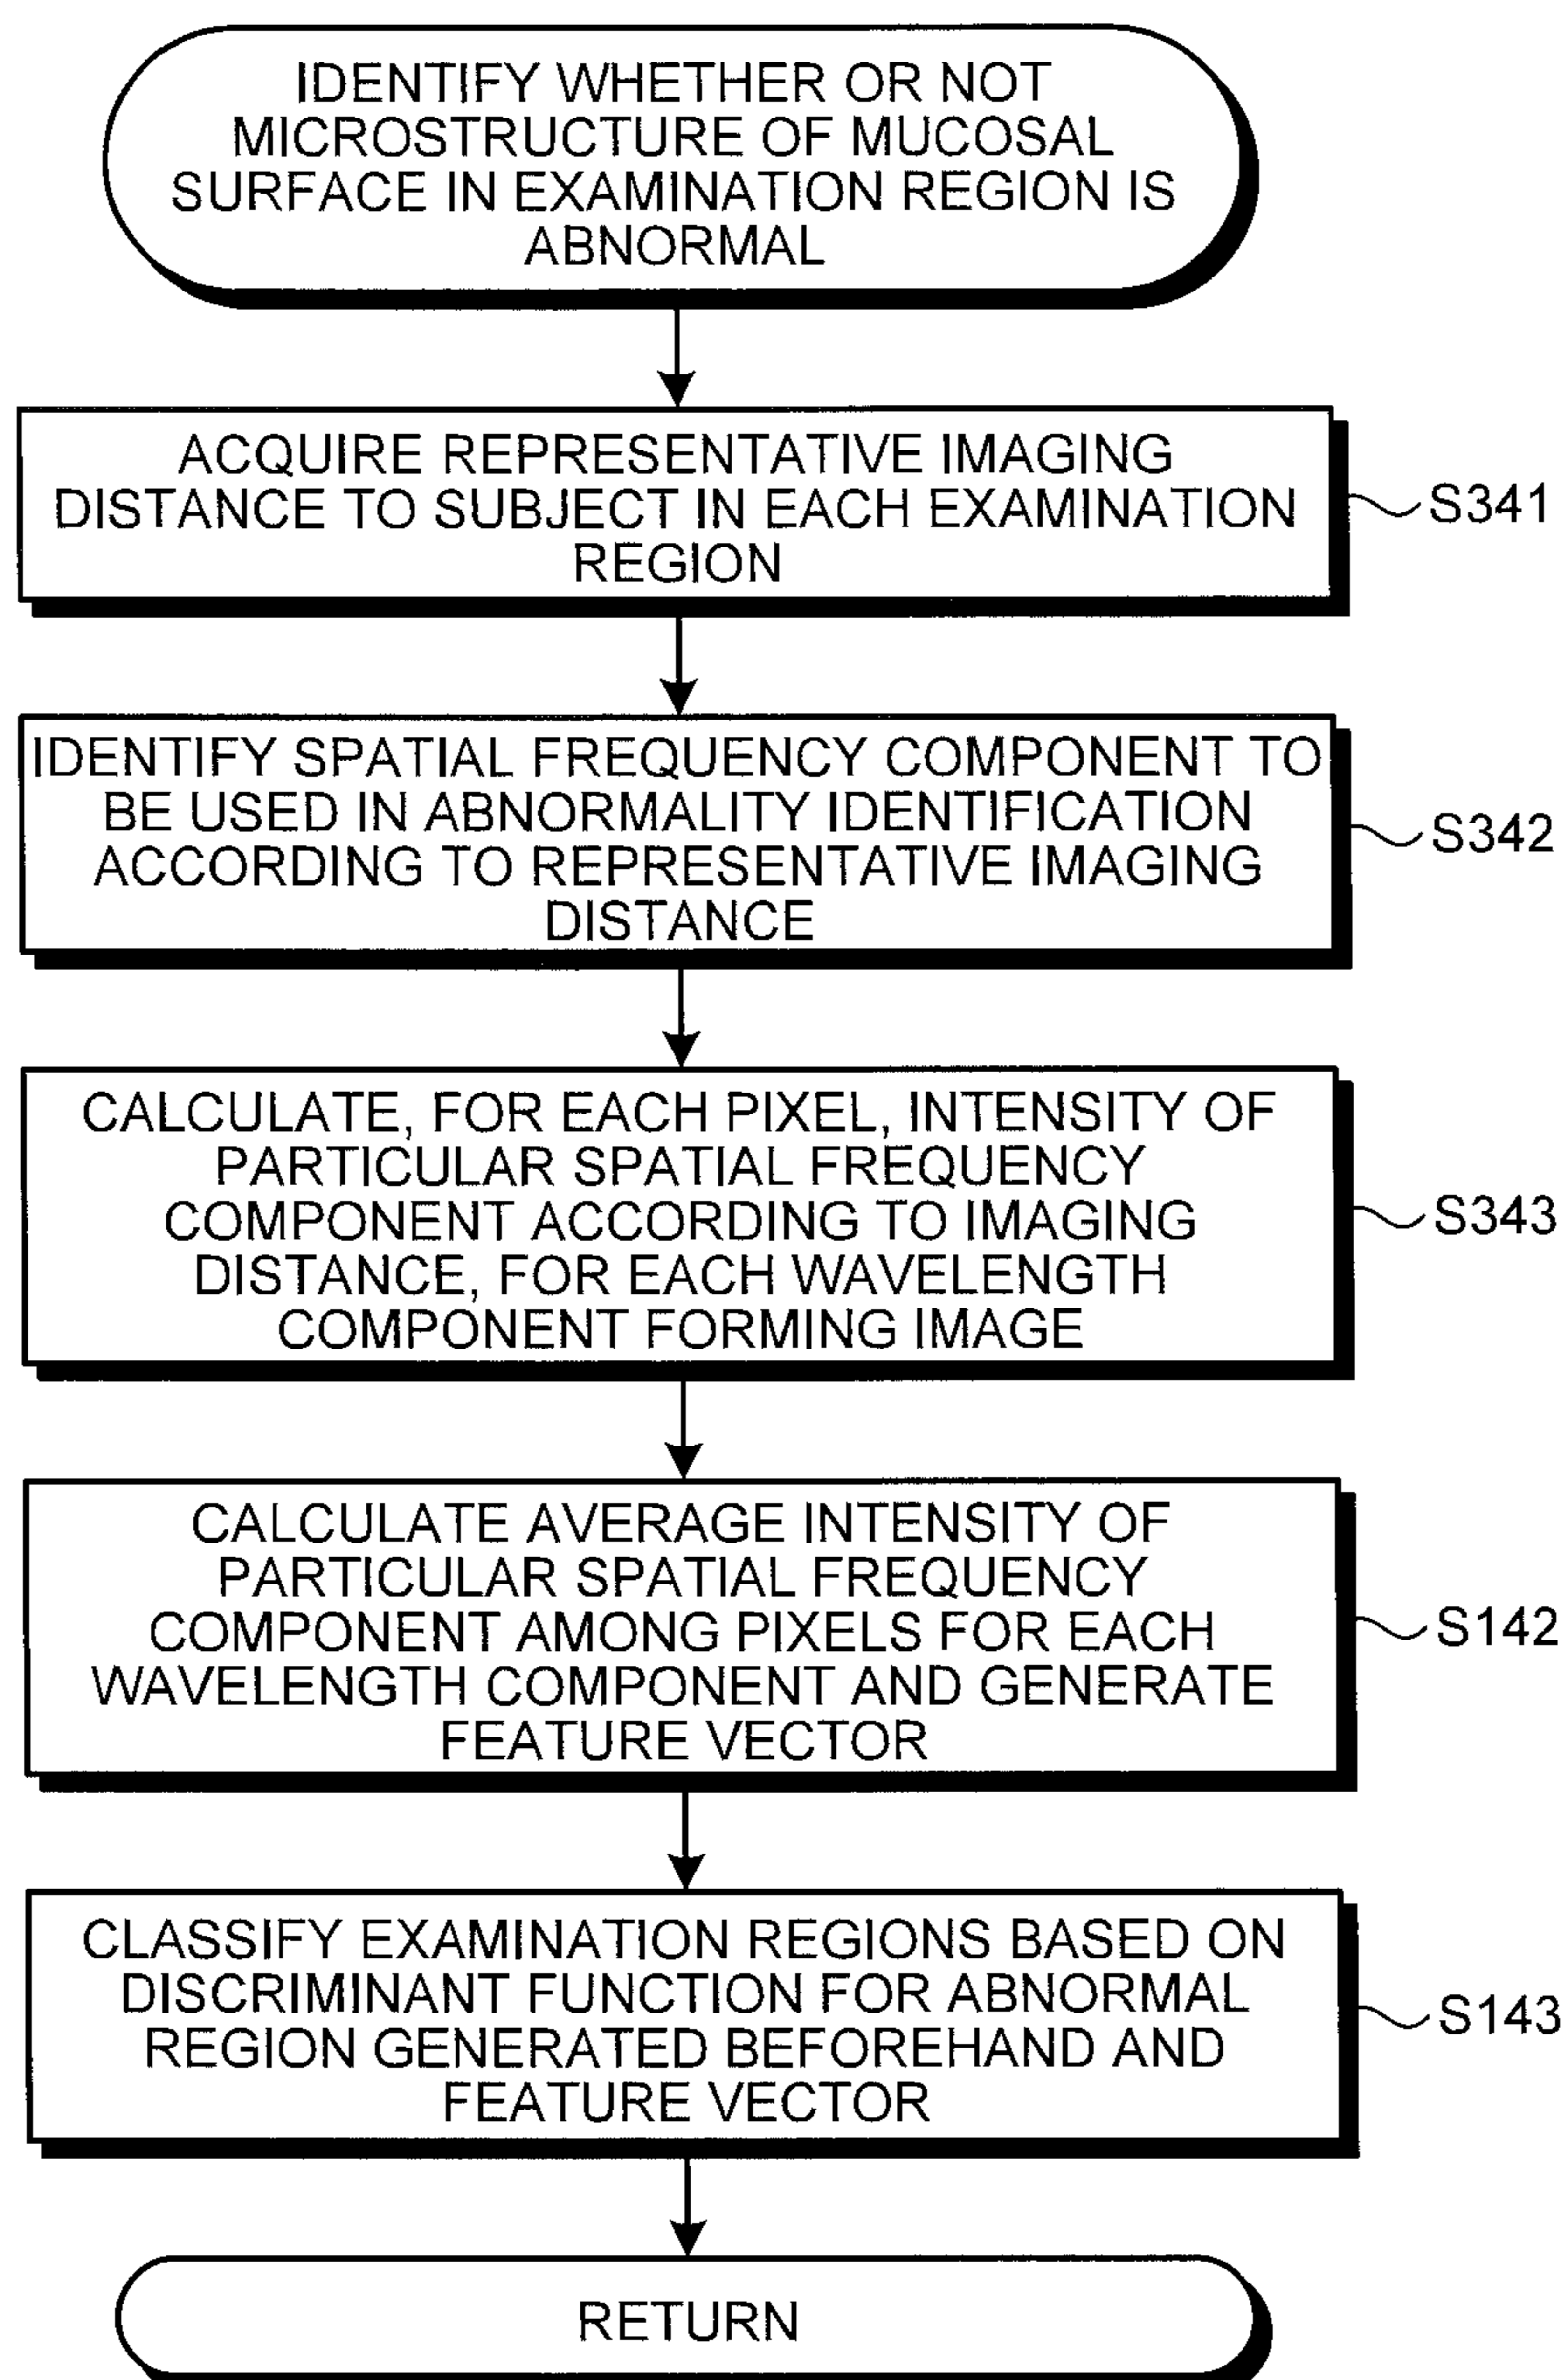 IDENTIFY WHETHER OR NOT
MICROSTRUCTURE OF MUCOSAL
SURFACE IN EXAMINATION REGION IS
ABNORMAL
ACQUIRE REPRESENTATIVE IMAGING
DISTANCE TO SUBJECT IN EACH EXAMINATION
REGION
S341
IDENTIFY SPATIAL FREQUENCY COMPONENT TO
BE USED IN ABNORMALITY IDENTIFICATION
ACCORDING TO REPRESENTATIVE IMAGING
DISTANCE
S342
CALCULATE, FOR EACH PIXEL, INTENSITY OF
PARTICULAR SPATIAL FREQUENCY
COMPONENT ACCORDING TO IMAGING
DISTANCE, FOR EACH WAVELENGTH
COMPONENT FORMING IMAGE
S343
CALCULATE AVERAGE INTENSITY OF
PARTICULAR SPATIAL FREQUENCY
COMPONENT AMONG PIXELS FOR EACH
WAVELENGTH COMPONENT AND GENERATE
FEATURE VECTOR
S142
CLASSIFY EXAMINATION REGIONS BASED ON
DISCRIMINANT FUNCTION FOR ABNORMAL
REGION GENERATED BEFOREHAND AND
FEATURE VECTOR
S143
RETURN